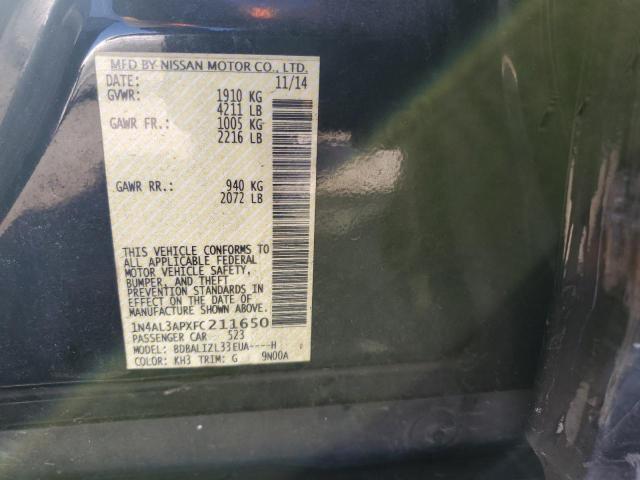 MFD BY NISSAN MOTOR CO., LTD.
DATE: 11/14
GVWR: 1910 KG
4211 LB
GAWR FR.: 1005 KG
2216 LB
GAWR RR.: 940 KG
2072 LB
THIS VEHICLE CONFORMS TO
ALL APPLICABLE FEDERAL
MOTOR VEHICLE SAFETY,
BUMPER, AND THEFT
PREVENTION STANDARDS IN
EFFECT ON THE DATE OF
MANUFACTURE SHOWN ABOVE.
1N4AL3APXFC211650
PASSENGER CAR 523
MODEL: BDBALIZL33EUA----H
COLOR: KH3 TRIM: G 9N00A